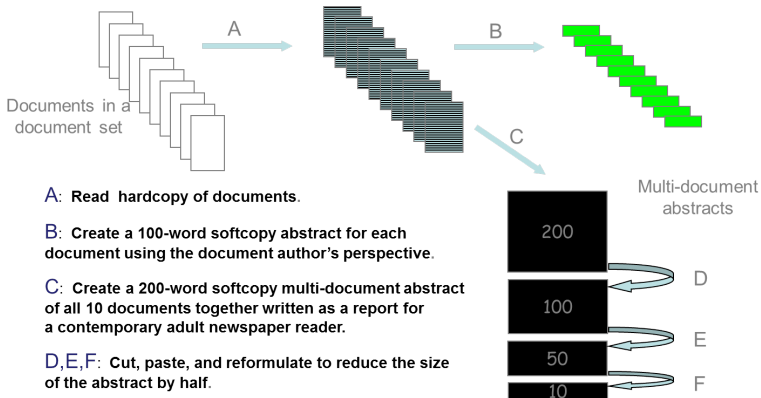 A
B
Documents in a
document set
C
A: Read hardcopy of documents.
B: Create a 100-word softcopy abstract for each
document using the document author's perspective.
C: Create a 200-word softcopy multi-document abstract
of all 10 documents together written as a report for
a contemporary adult newspaper reader.
D,E,F: Cut, paste, and reformulate to reduce the size
of the abstract by half.
Multi-document
abstracts
200
D
100
E
50
F
10